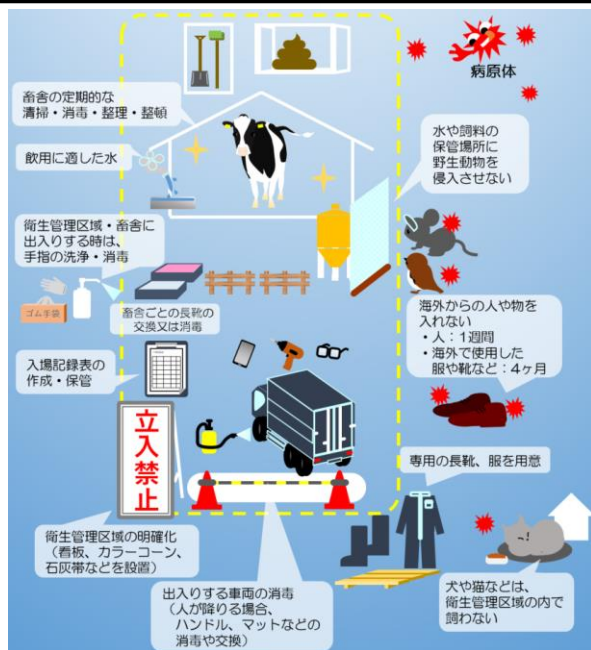 病原体
畜舎の定期的な
清掃・消毒・整理・整頓
飲用に適した水
水や飼料の
保管場所に
野生動物を
侵入させない
衛生管理区域・畜舎に
出入りする時は、
手指の洗浄・消毒
ゴム手袋
畜舎ごとの長靴の
交換又は消毒
海外からの人や物を
入れない
・人：1週間
・海外で使用した
服や靴など：4ヶ月
入場記録表の
作成・保管
立入禁止
専用の長靴、服を用意
衛生管理区域の明確化
（看板、カラーコーン、
石灰帯などを設置）
出入りする車両の消毒
（人が降りる場合、
ハンドル、マットなどの
消毒や交換）
犬や猫などは、
衛生管理区域の内で
飼わない